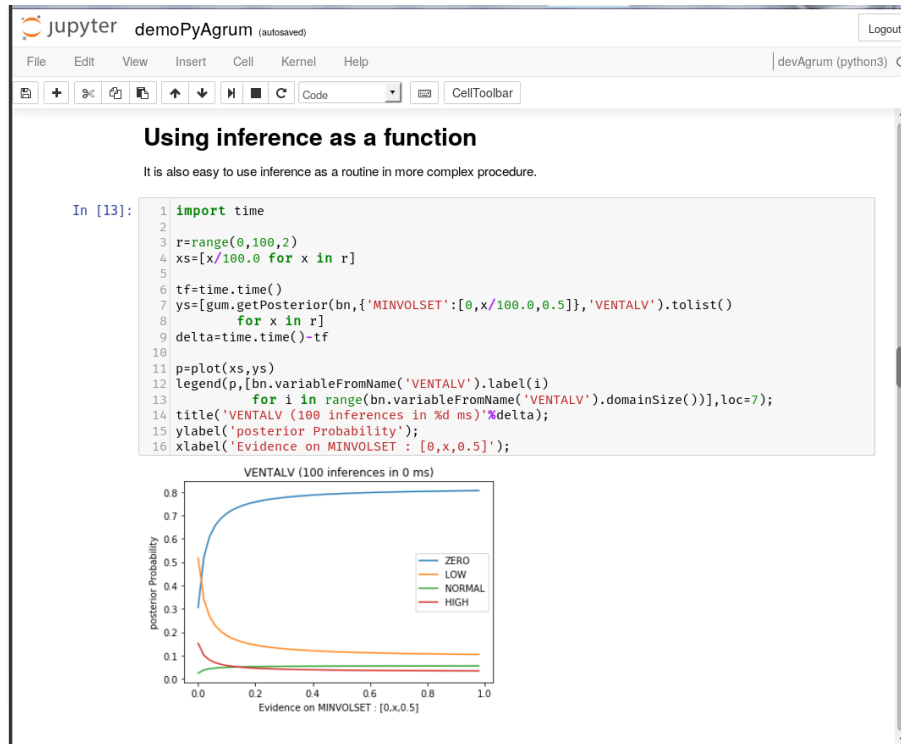 jupyter demoPyAgrum (autosaved)
Logout
File Edit View Insert Cell Kernel Help
devAgrum (python3)
Code
CellToolbar
Using inference as a function
It is also easy to use inference as a routine in more complex procedure.
In [13]:
1 import time
2
3 r=range(0,100,2)
4 xs=[x/100.0 for x in r]
5
6 tf=time.time()
7 ys=[gum.getPosterior(bn,{'MINVOLSET':[0,x/100.0,0.5]},'VENTALV').tolist()
8         for x in r]
9 delta=time.time()-tf
10
11 p=plot(xs,ys)
12 legend(p,[bn.variableFromName('VENTALV').label(i)
13           for i in range(bn.variableFromName('VENTALV').domainSize())],loc=7);
14 title('VENTALV (100 inferences in %d ms)'%delta);
15 ylabel('posterior Probability');
16 xlabel('Evidence on MINVOLSET : [0,x,0.5]');
VENTALV (100 inferences in 0 ms)
posterior Probability
0.8
0.7
0.6
0.5
0.4
0.3
0.2
0.1
0.0
ZERO
LOW
NORMAL
HIGH
0.0 0.2 0.4 0.6 0.8 1.0
Evidence on MINVOLSET : [0,x,0.5]